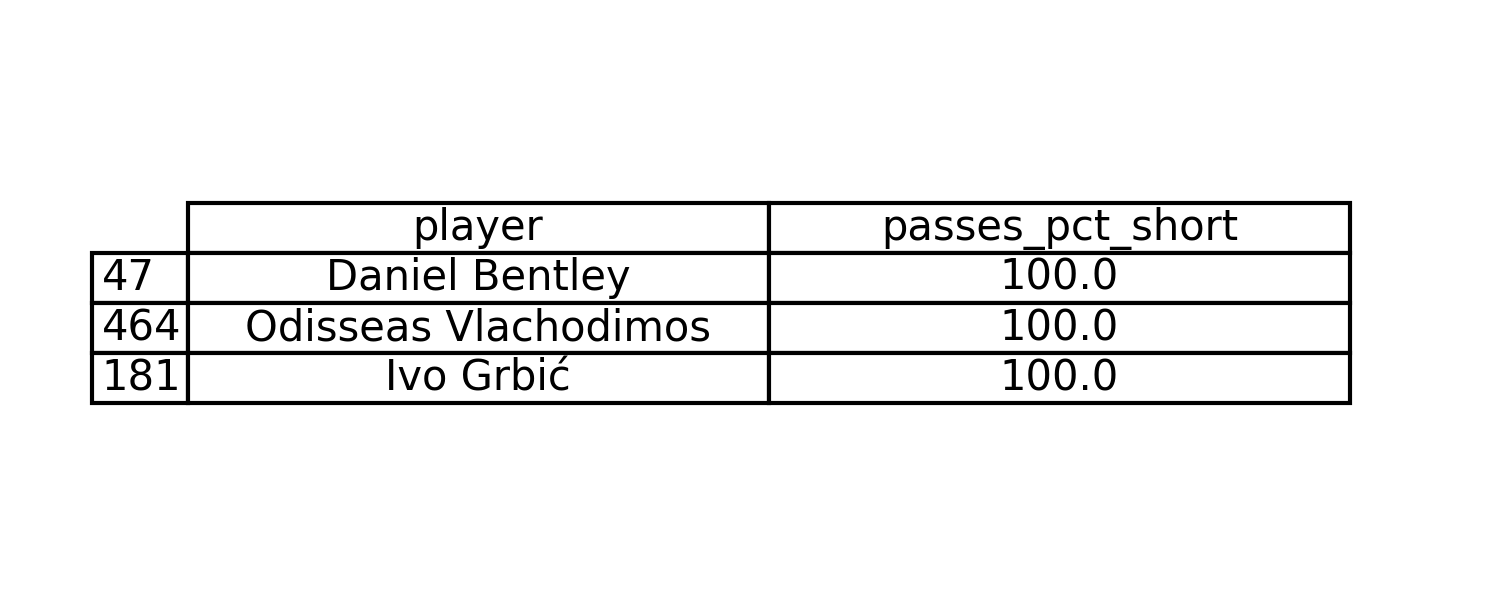 player passes_pct_short
47 Daniel Bentley 100.0
464 Odisseas Vlachodimos 100.0
181 Ivo Grbić 100.0